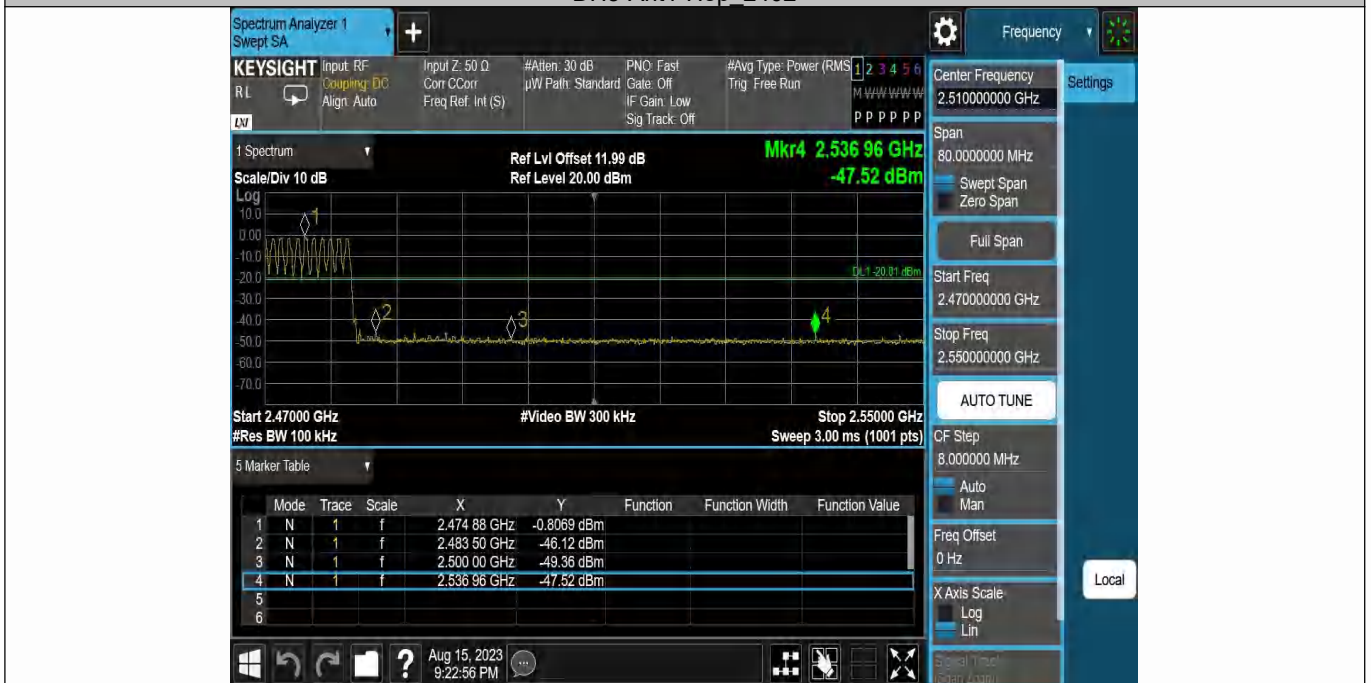 Spectrum Analyzer 1
Swept SA
+
Frequency
KEYSIGHT
RL
LXI
Input: RF
Coupling: DC
Align: Auto
Input Z: 50 Ω
Corr CCorr
Freq Ref: Int (S)
#Atten: 30 dB
µW Path: Standard
PNO: Fast
Gate: Off
IF Gain: Low
Sig Track: Off
#Avg Type: Power (RMS
Trig: Free Run
1 2 3 4 5 6
M W W W W W
P P P P P P
1 Spectrum
Scale/Div 10 dB
Ref Lvl Offset 11.99 dB
Ref Level 20.00 dBm
Mkr4 2.536 96 GHz
-47.52 dBm
Log
10.0
0.00
-10.0
-20.0
-30.0
-40.0
-50.0
-60.0
-70.0
1
2
3
4
DL1 -20.81 dBm
Start 2.47000 GHz
#Video BW 300 kHz
Stop 2.55000 GHz
#Res BW 100 kHz
Sweep 3.00 ms (1001 pts)
5 Marker Table
Mode Trace Scale X Y Function Function Width Function Value
1 N 1 f 2.474 88 GHz -0.8069 dBm
2 N 1 f 2.483 50 GHz -46.12 dBm
3 N 1 f 2.500 00 GHz -49.36 dBm
4 N 1 f 2.536 96 GHz -47.52 dBm
5
6
?
Aug 15, 2023
9:22:56 PM
Center Frequency
2.510000000 GHz
Settings
Span
80.0000000 MHz
Swept Span
Zero Span
Full Span
Start Freq
2.470000000 GHz
Stop Freq
2.550000000 GHz
AUTO TUNE
CF Step
8.000000 MHz
Auto
Man
Freq Offset
0 Hz
X Axis Scale
Log
Lin
Local